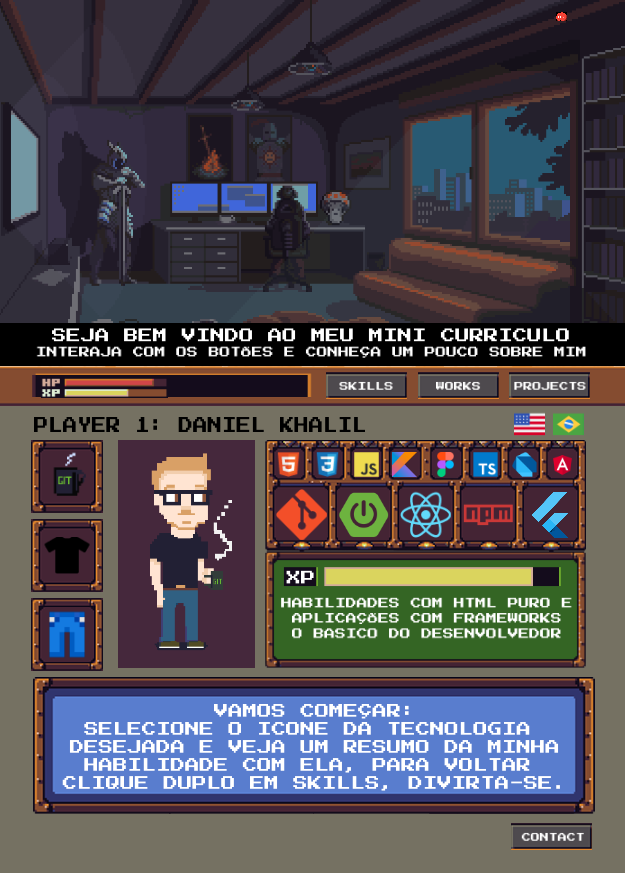 SEJA BEM VINDO AO MEU MINI CURRICULO
INTERAJA COM OS BOTÕES E CONHEÇA UM POUCO SOBRE MIM
HP
XP
SKILLS
WORKS
PROJECTS
PLAYER 1: DANIEL KHALIL
GIT
5
3
JS
TS
A
npm
GIT
XP
HABILIDADES COM HTML PURO E
APLICAÇÕES COM FRAMEWORKS
O BASICO DO DESENVOLVEDOR
VAMOS COMEÇAR:
SELECIONE O ICONE DA TECNOLOGIA
DESEJADA E VEJA UM RESUMO DA MINHA
HABILIDADE COM ELA, PARA VOLTAR
CLIQUE DUPLO EM SKILLS, DIVIRTA-SE.
CONTACT